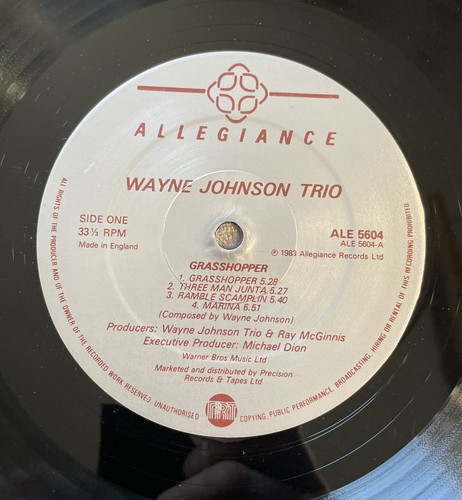 ALLEGIANCE
WAYNE JOHNSON TRIO
SIDE ONE
33⅓ RPM
Made in England
ALE 5604
ALE 5604-A
℗ 1983 Allegiance Records Ltd
GRASSHOPPER
1. GRASSHOPPER 5.28
2. THREE MAN JUNTA 5.27
3. RAMBLE SCAMPLIN 5.40
4. MARINA 6.51
(Composed by Wayne Johnson)
Producers: Wayne Johnson Trio & Ray McGinnis
Executive Producer: Michael Dion
Warner Bros Music Ltd
Marketed and distributed by Precision
Records & Tapes Ltd
ALL RIGHTS OF THE PRODUCER AND OF THE OWNER OF THE RECORDED WORK RESERVED. UNAUTHORISED COPYING, PUBLIC PERFORMANCE, BROADCASTING, HIRING OR RENTAL OF THIS RECORDING PROHIBITED